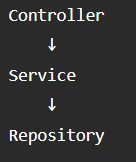 Controller
↓
Service
↓
Repository